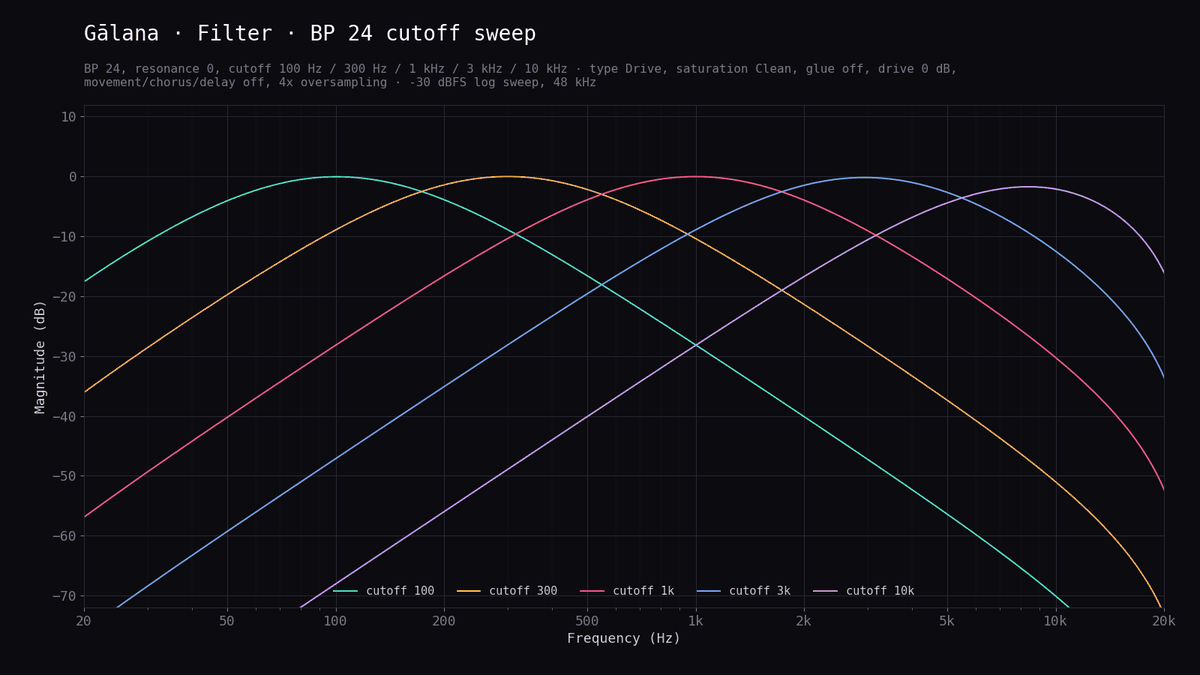 Gālana · Filter · BP 24 cutoff sweep
BP 24, resonance 0, cutoff 100 Hz / 300 Hz / 1 kHz / 3 kHz / 10 kHz · type Drive, saturation Clean, glue off, drive 0 dB,
movement/chorus/delay off, 4x oversampling · -30 dBFS log sweep, 48 kHz
10
0
−10
−20
−30
−40
−50
−60
−70
Magnitude (dB)
cutoff 100
cutoff 300
cutoff 1k
cutoff 3k
cutoff 10k
20
50
100
200
500
1k
2k
5k
10k
20k
Frequency (Hz)